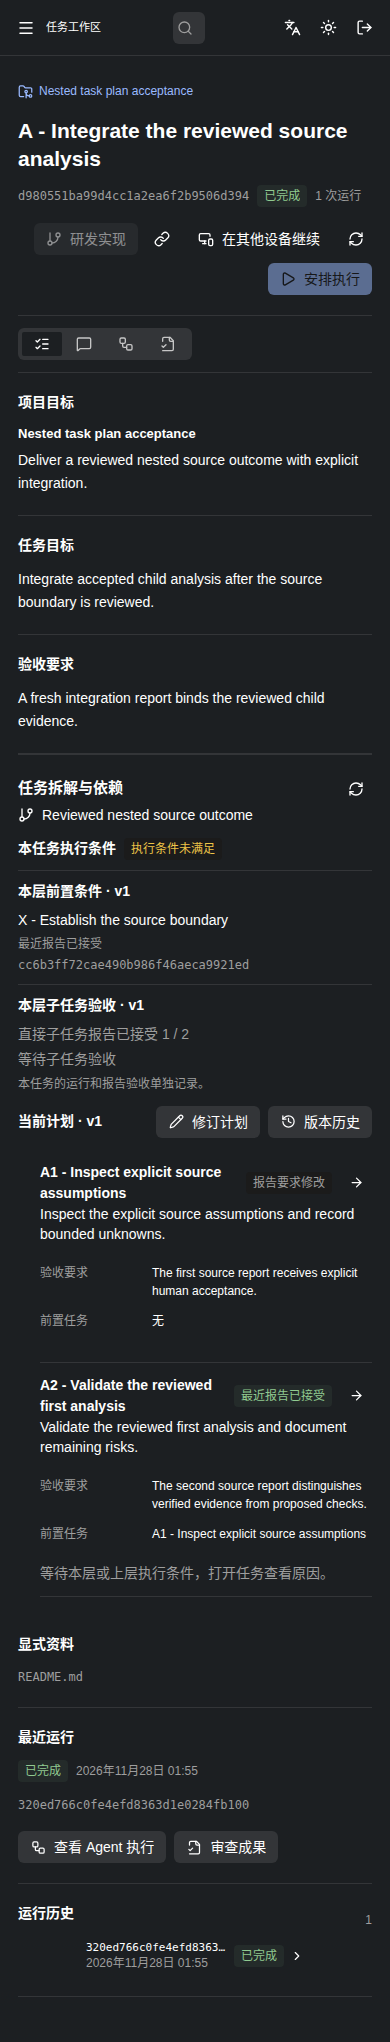 任务工作区
Nested task plan acceptance
A - Integrate the reviewed source
analysis
d980551ba99d4cc1a2ea6f2b9506d394 已完成 1 次运行
研发实现 在其他设备继续
安排执行
项目目标
Nested task plan acceptance
Deliver a reviewed nested source outcome with explicit
integration.
任务目标
Integrate accepted child analysis after the source
boundary is reviewed.
验收要求
A fresh integration report binds the reviewed child
evidence.
任务拆解与依赖
Reviewed nested source outcome
本任务执行条件 执行条件未满足
本层前置条件 · v1
X - Establish the source boundary
最近报告已接受
cc6b3ff72cae490b986f46aeca9921ed
本层子任务验收 · v1
直接子任务报告已接受 1 / 2
等待子任务验收
本任务的运行和报告验收单独记录。
当前计划 · v1 修订计划 版本历史
A1 - Inspect explicit source
assumptions
报告要求修改
Inspect the explicit source assumptions and record
bounded unknowns.
验收要求 The first source report receives explicit
human acceptance.
前置任务 无
A2 - Validate the reviewed
first analysis
最近报告已接受
Validate the reviewed first analysis and document
remaining risks.
验收要求 The second source report distinguishes
verified evidence from proposed checks.
前置任务 A1 - Inspect explicit source assumptions
等待本层或上层执行条件，打开任务查看原因。
显式资料
README.md
最近运行
已完成 2026年11月28日 01:55
320ed766c0fe4efd8363d1e0284fb100
查看 Agent 执行 审查成果
运行历史 1
320ed766c0fe4efd8363…
2026年11月28日 01:55
已完成